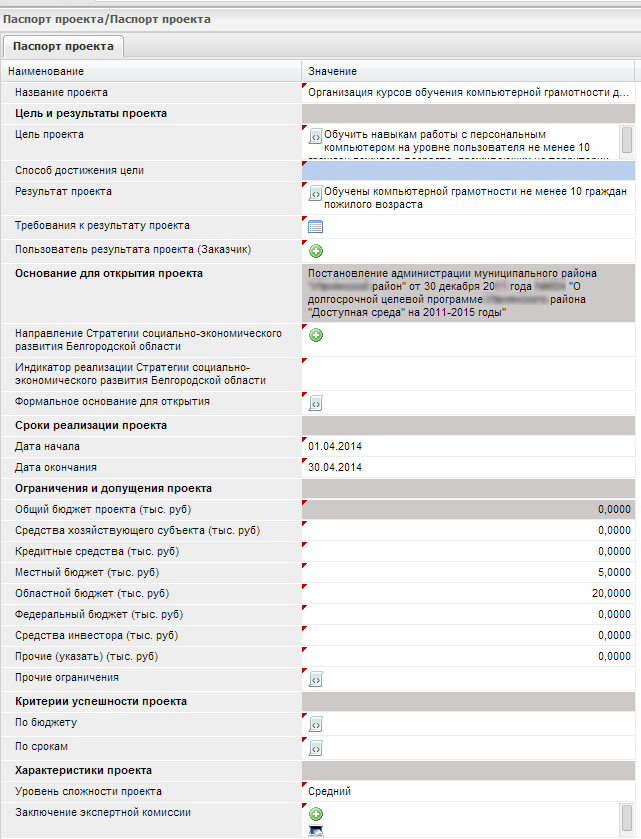 Паспорт проекта/Паспорт проекта
Паспорт проекта
Наименование Значение
Название проекта Организация курсов обучения компьютерной грамотности д...
Цель и результаты проекта
Цель проекта Обучить навыкам работы с персональным
компьютером на уровне пользователя не менее 10
граждан пожилого возраста, проживающим на территории
Способ достижения цели
Результат проекта Обучены компьютерной грамотности не менее 10 граждан
пожилого возраста
Требования к результату проекта
Пользователь результата проекта (Заказчик)
Основание для открытия проекта Постановление администрации муниципального района
район" от 30 декабря 20 года "О
долгосрочной целевой программе района
"Доступная среда" на 2011-2015 годы"
Направление Стратегии социально-экономического
развития Белгородской области
Индикатор реализации Стратегии социально-
экономического развития Белгородской области
Формальное основание для открытия
Сроки реализации проекта
Дата начала 01.04.2014
Дата окончания 30.04.2014
Ограничения и допущения проекта
Общий бюджет проекта (тыс. руб) 0,0000
Средства хозяйствующего субъекта (тыс. руб) 0,0000
Кредитные средства (тыс. руб) 0,0000
Местный бюджет (тыс. руб) 5,0000
Областной бюджет (тыс. руб) 20,0000
Федеральный бюджет (тыс. руб) 0,0000
Средства инвестора (тыс. руб) 0,0000
Прочие (указать) (тыс. руб) 0,0000
Прочие ограничения
Критерии успешности проекта
По бюджету
По срокам
Характеристики проекта
Уровень сложности проекта Средний
Заключение экспертной комиссии